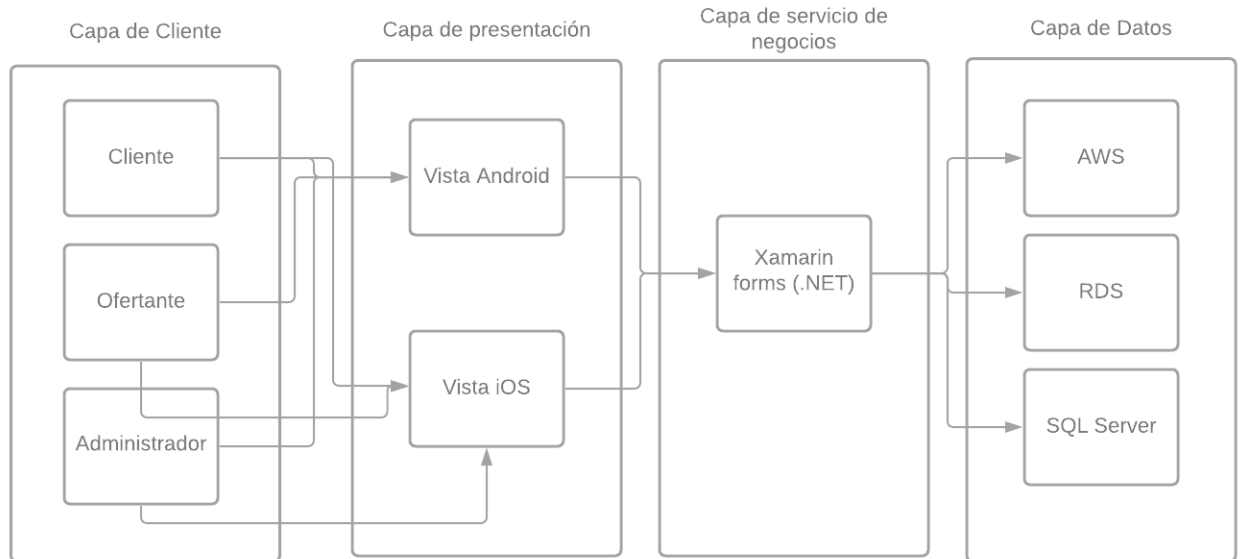 Capa de Cliente
Capa de presentación
Capa de servicio de
negocios
Capa de Datos
Cliente
Ofertante
Administrador
Vista Android
Vista iOS
Xamarin
forms (.NET)
AWS
RDS
SQL Server